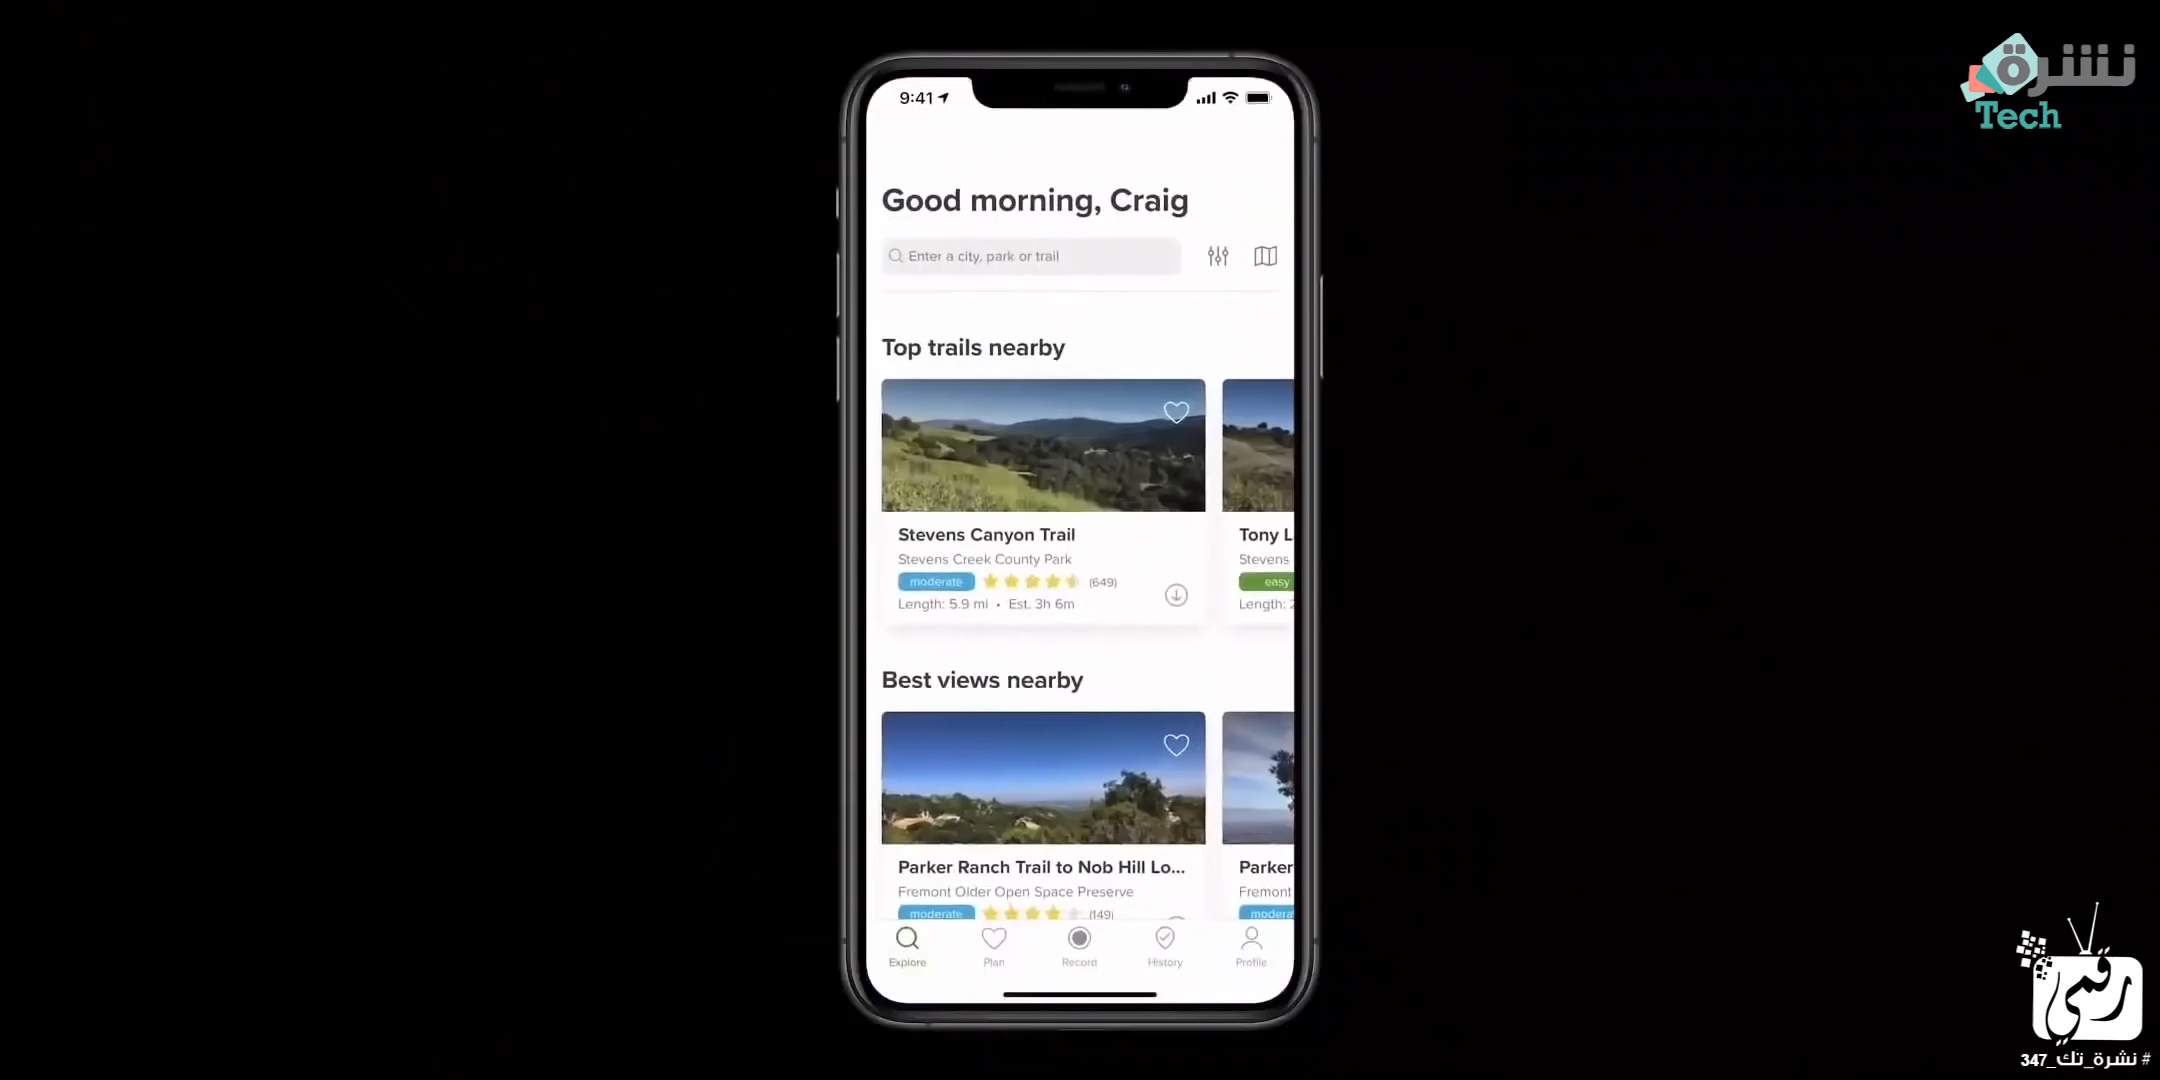 نشرة
Tech
9:41
Good morning, Craig
Enter a city, park or trail
Top trails nearby
Stevens Canyon Trail
Stevens Creek County Park
moderate (649)
Length: 5.9 mi • Est. 3h 6m
Tony L
Stevens
easy
Length: 2
Best views nearby
Parker Ranch Trail to Nob Hill Lo...
Fremont Older Open Space Preserve
moderate (149)
Parker
Fremont
modera
Explore Plan Record History Profile
رقمي
# نشرة_تك_347